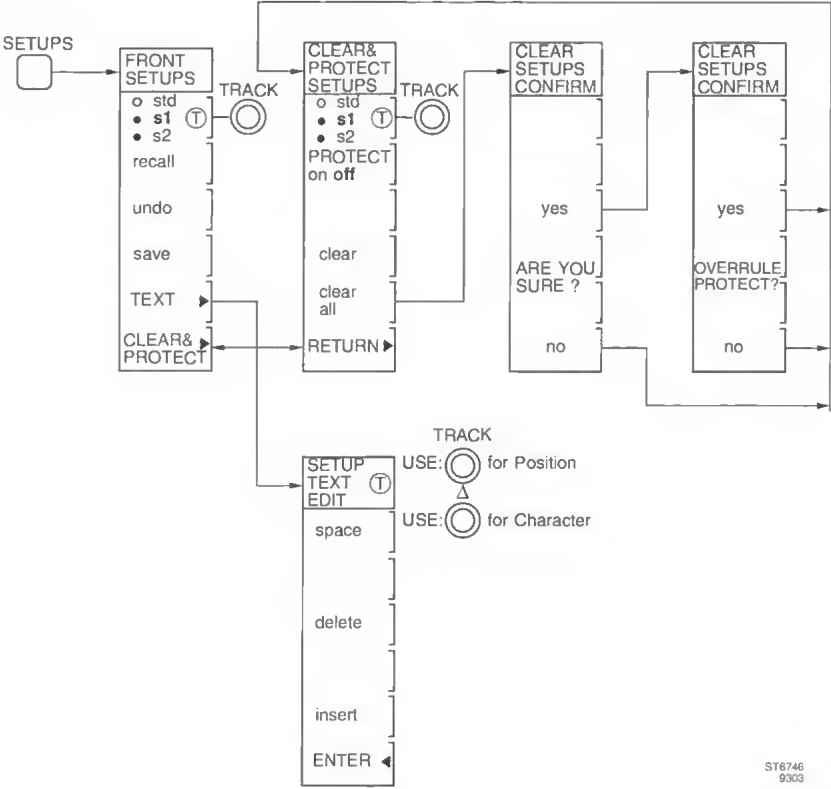 SETUPS
FRONT
SETUPS
std
s1
s2
T
TRACK
recall
undo
save
TEXT
CLEAR&
PROTECT
CLEAR&
PROTECT
SETUPS
std
s1
s2
T
TRACK
PROTECT
on off
clear
clear
all
RETURN
CLEAR
SETUPS
CONFIRM
yes
ARE YOU
SURE ?
no
CLEAR
SETUPS
CONFIRM
yes
OVERRULE
PROTECT?
no
SETUP
TEXT
EDIT
T
TRACK
USE: for Position
Δ
USE: for Character
space
delete
insert
ENTER
ST6746
9303